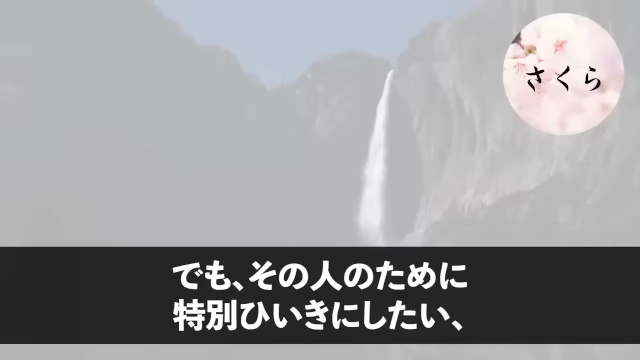 さくら
でも、その人のために
特別ひいきにしたい、